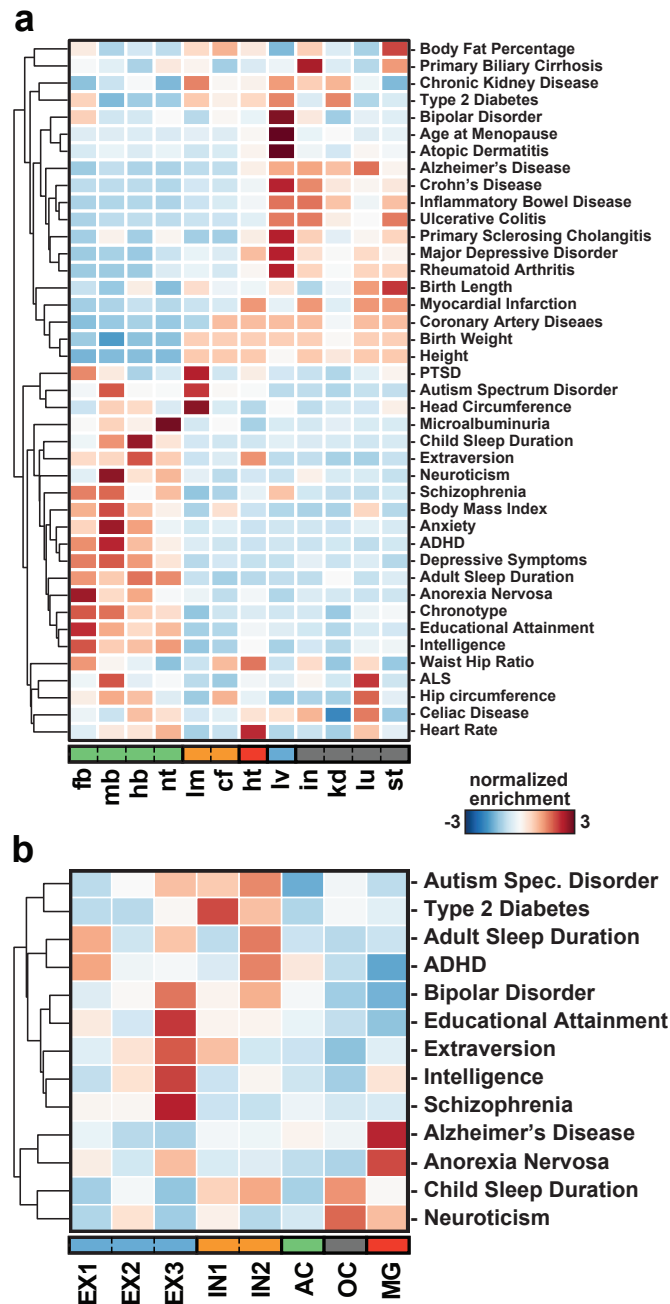 a
Body Fat Percentage
Primary Biliary Cirrhosis
Chronic Kidney Disease
Type 2 Diabetes
Bipolar Disorder
Age at Menopause
Atopic Dermatitis
Alzheimer's Disease
Crohn's Disease
Inflammatory Bowel Disease
Ulcerative Colitis
Primary Sclerosing Cholangitis
Major Depressive Disorder
Rheumatoid Arthritis
Birth Length
Myocardial Infarction
Coronary Artery Diseaes
Birth Weight
Height
PTSD
Autism Spectrum Disorder
Head Circumference
Microalbuminuria
Child Sleep Duration
Extraversion
Neuroticism
Schizophrenia
Body Mass Index
Anxiety
ADHD
Depressive Symptoms
Adult Sleep Duration
Anorexia Nervosa
Chronotype
Educational Attainment
Intelligence
Waist Hip Ratio
ALS
Hip circumference
Celiac Disease
Heart Rate
fb mb hb nt lm cf ht lv in kd lu st
normalized
enrichment
-3 3
b
Autism Spec. Disorder
Type 2 Diabetes
Adult Sleep Duration
ADHD
Bipolar Disorder
Educational Attainment
Extraversion
Intelligence
Schizophrenia
Alzheimer's Disease
Anorexia Nervosa
Child Sleep Duration
Neuroticism
EX1 EX2 EX3 IN1 IN2 AC OC MG